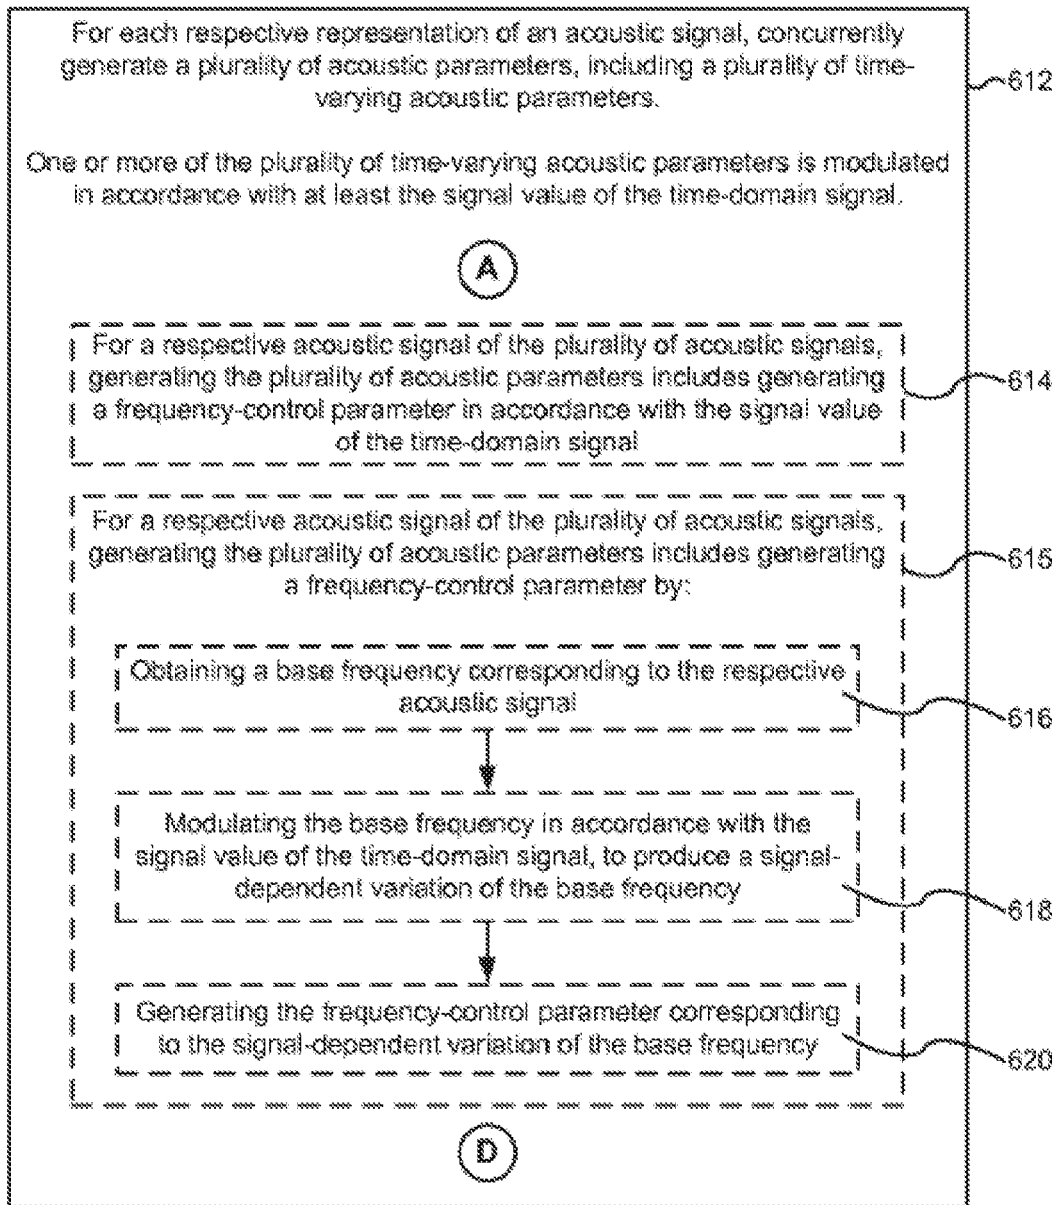 For each respective representation of an acoustic signal, concurrently
generate a plurality of acoustic parameters, including a plurality of time-
varying acoustic parameters.
612
One or more of the plurality of time-varying acoustic parameters is modulated
in accordance with at least the signal value of the time-domain signal.
A
For a respective acoustic signal of the plurality of acoustic signals,
generating the plurality of acoustic parameters includes generating
a frequency-control parameter in accordance with the signal value
of the time-domain signal
614
For a respective acoustic signal of the plurality of acoustic signals,
generating the plurality of acoustic parameters includes generating
a frequency-control parameter by:
615
Obtaining a base frequency corresponding to the respective
acoustic signal
616
Modulating the base frequency in accordance with the
signal value of the time-domain signal, to produce a signal-
dependent variation of the base frequency
618
Generating the frequency-control parameter corresponding
to the signal-dependent variation of the base frequency
620
D